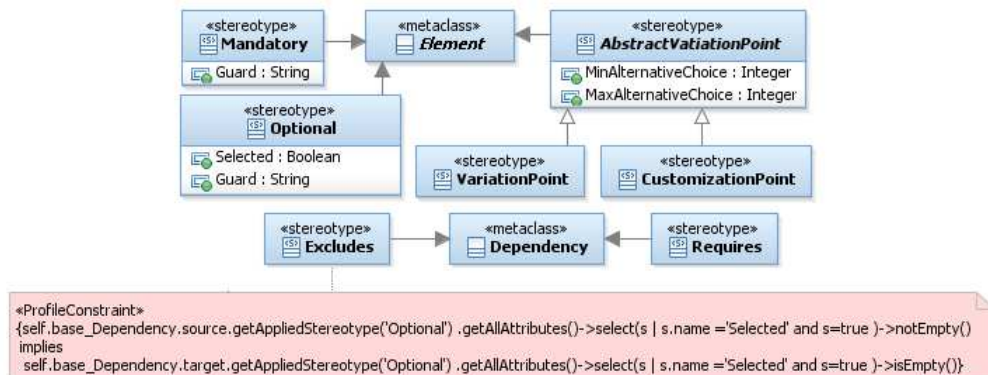 «stereotype»
Mandatory
Guard : String
«metaclass»
Element
«stereotype»
AbstractVatiationPoint
MinAlternativeChoice : Integer
MaxAlternativeChoice : Integer
«stereotype»
Optional
Selected : Boolean
Guard : String
«stereotype»
VariationPoint
«stereotype»
CustomizationPoint
«stereotype»
Excludes
«metaclass»
Dependency
«stereotype»
Requires
«ProfileConstraint»
{self.base_Dependency.source.getAppliedStereotype('Optional') .getAllAttributes()->select(s | s.name ='Selected' and s=true )->notEmpty()
implies
self.base_Dependency.target.getAppliedStereotype('Optional') .getAllAttributes()->select(s | s.name ='Selected' and s=true )->isEmpty()}